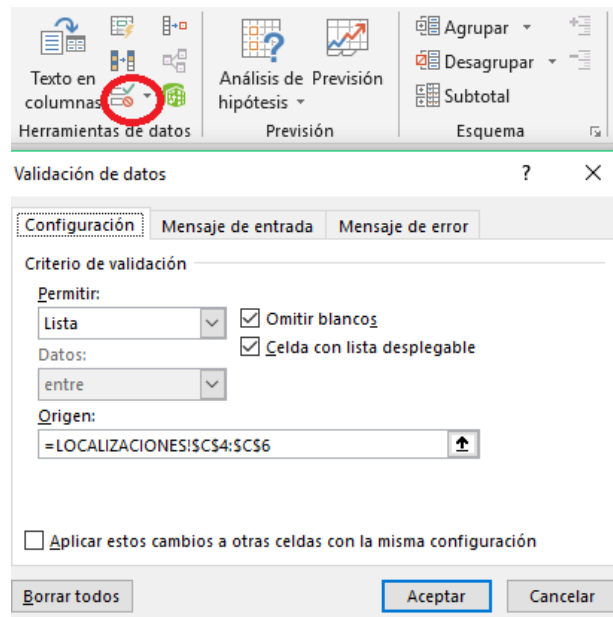 Texto en
columnas
Análisis de
hipótesis
Previsión
Agrupar
Desagrupar
Subtotal
Herramientas de datos
Previsión
Esquema
Validación de datos
?
Configuración
Mensaje de entrada
Mensaje de error
Criterio de validación
Permitir:
Lista
Omitir blancos
Datos:
Celda con lista desplegable
entre
Origen:
=LOCALIZACIONES!$C$4:$C$6
Aplicar estos cambios a otras celdas con la misma configuración
Borrar todos
Aceptar
Cancelar